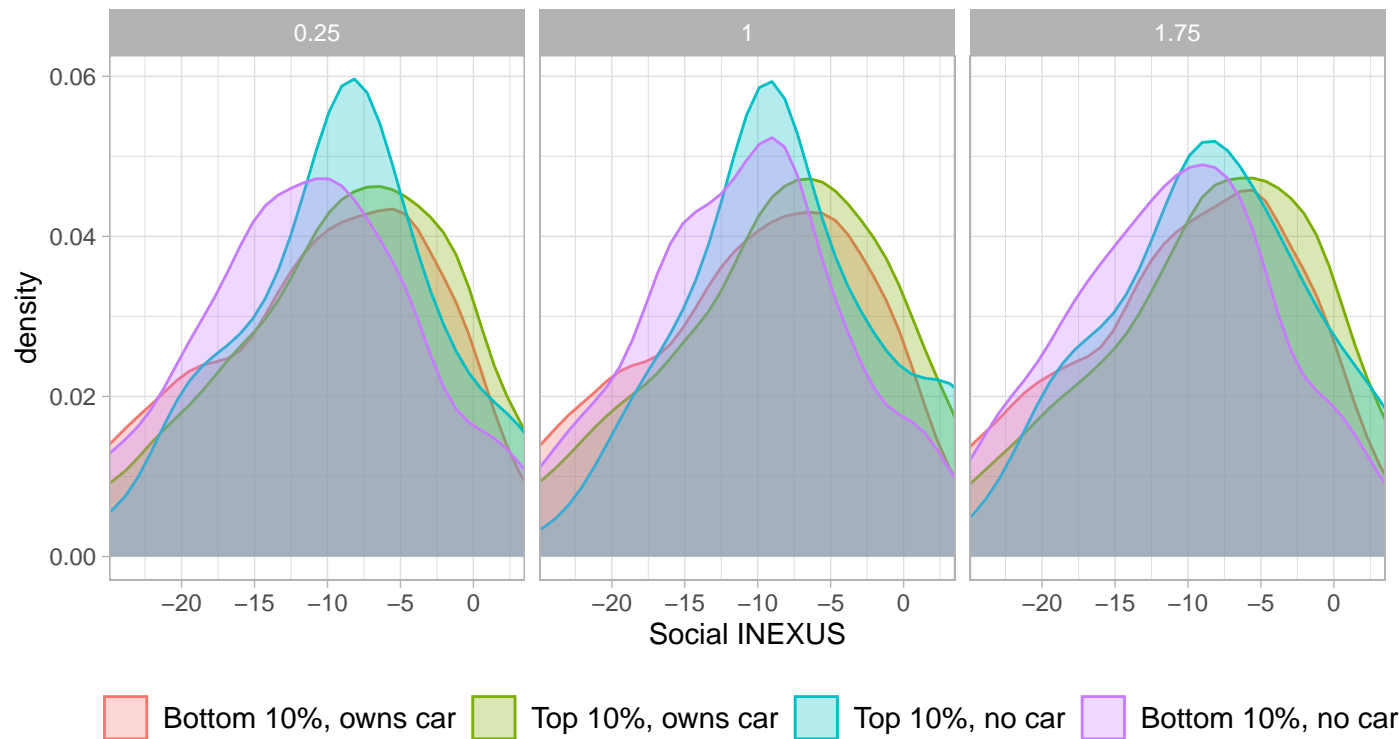 0.25 1 1.75
0.06
0.04
0.02
0.00
density
−20 −15 −10 −5 0 −20 −15 −10 −5 0 −20 −15 −10 −5 0
Social INEXUS
Bottom 10%, owns car Top 10%, owns car Top 10%, no car Bottom 10%, no car